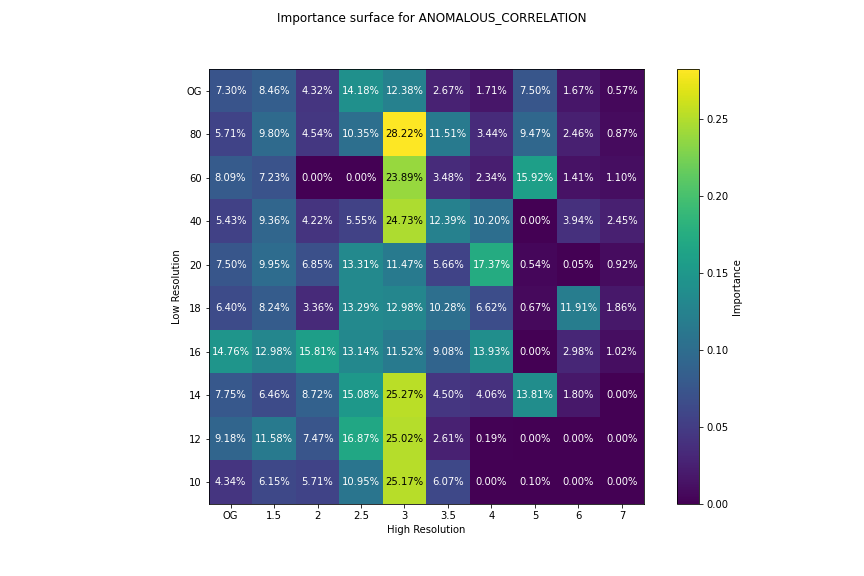 Importance surface for ANOMALOUS_CORRELATION
OG 7.30% 8.46% 4.32% 14.18% 12.38% 2.67% 1.71% 7.50% 1.67% 0.57%
80 5.71% 9.80% 4.54% 10.35% 28.22% 11.51% 3.44% 9.47% 2.46% 0.87%
60 8.09% 7.23% 0.00% 0.00% 23.89% 3.48% 2.34% 15.92% 1.41% 1.10%
40 5.43% 9.36% 4.22% 5.55% 24.73% 12.39% 10.20% 0.00% 3.94% 2.45%
20 7.50% 9.95% 6.85% 13.31% 11.47% 5.66% 17.37% 0.54% 0.05% 0.92%
18 6.40% 8.24% 3.36% 13.29% 12.98% 10.28% 6.62% 0.67% 11.91% 1.86%
16 14.76% 12.98% 15.81% 13.14% 11.52% 9.08% 13.93% 0.00% 2.98% 1.02%
14 7.75% 6.46% 8.72% 15.08% 25.27% 4.50% 4.06% 13.81% 1.80% 0.00%
12 9.18% 11.58% 7.47% 16.87% 25.02% 2.61% 0.19% 0.00% 0.00% 0.00%
10 4.34% 6.15% 5.71% 10.95% 25.17% 6.07% 0.00% 0.10% 0.00% 0.00%
OG 1.5 2 2.5 3 3.5 4 5 6 7
High Resolution
Low Resolution
0.25
0.20
0.15
0.10
0.05
0.00
Importance